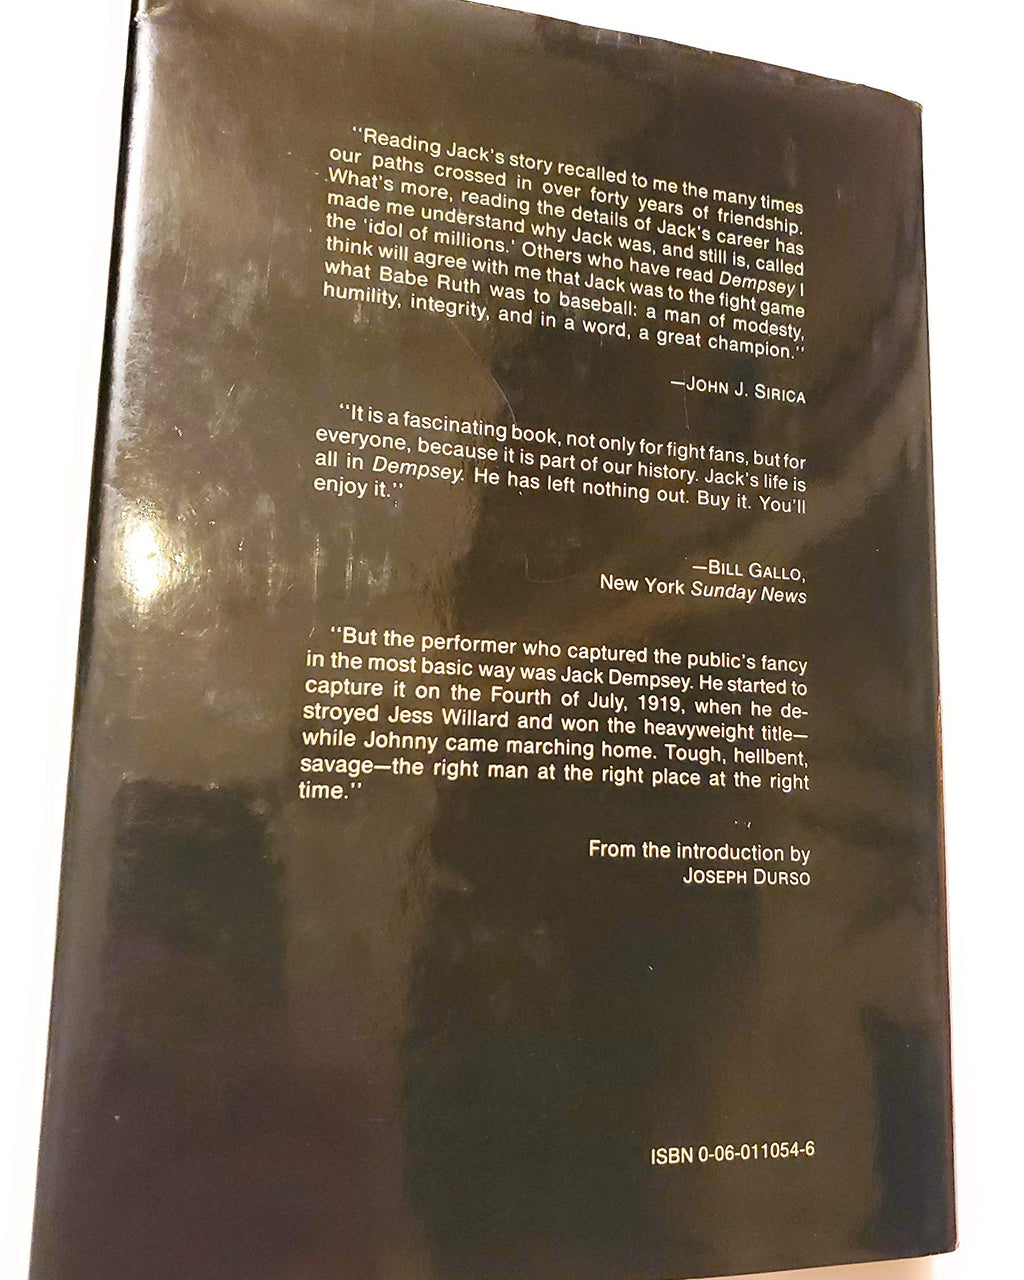 “Reading Jack's story recalled to me the many times
our paths crossed in over forty years of friendship.
What's more, reading the details of Jack's career has
made me understand why Jack was, and still is, called
the 'idol of millions.' Others who have read Dempsey I
think will agree with me that Jack was to the fight game
what Babe Ruth was to baseball: a man of modesty,
humility, integrity, and in a word, a great champion.”
—JOHN J. SIRICA
“It is a fascinating book, not only for fight fans, but for
everyone, because it is part of our history. Jack's life is
all in Dempsey. He has left nothing out. Buy it. You'll
enjoy it.”
—BILL GALLO,
New York Sunday News
“But the performer who captured the public's fancy
in the most basic way was Jack Dempsey. He started to
capture it on the Fourth of July, 1919, when he de-
stroyed Jess Willard and won the heavyweight title—
while Johnny came marching home. Tough, hellbent,
savage—the right man at the right place at the right
time.”
From the introduction by
JOSEPH DURSO
ISBN 0-06-011054-6